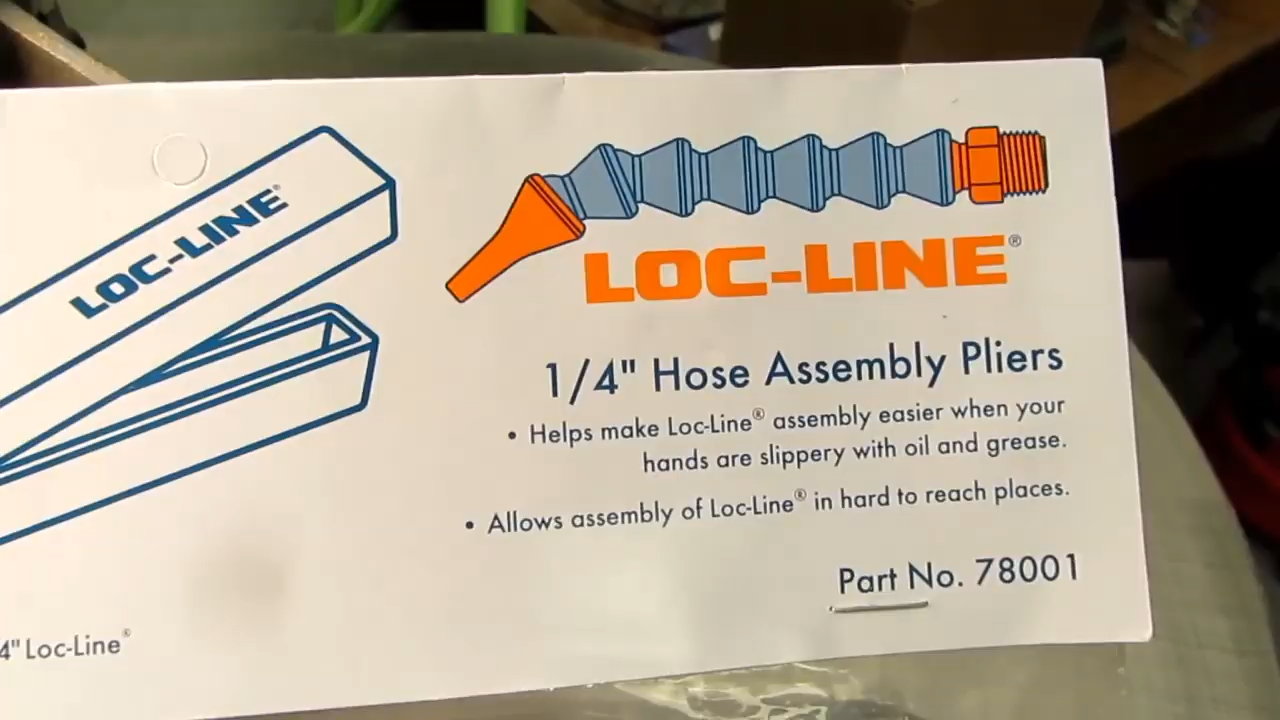 LOC-LINE®
LOC-LINE®
1/4" Hose Assembly Pliers
• Helps make Loc-Line® assembly easier when your
hands are slippery with oil and grease.
• Allows assembly of Loc-Line® in hard to reach places.
Part No. 78001
4" Loc-Line®